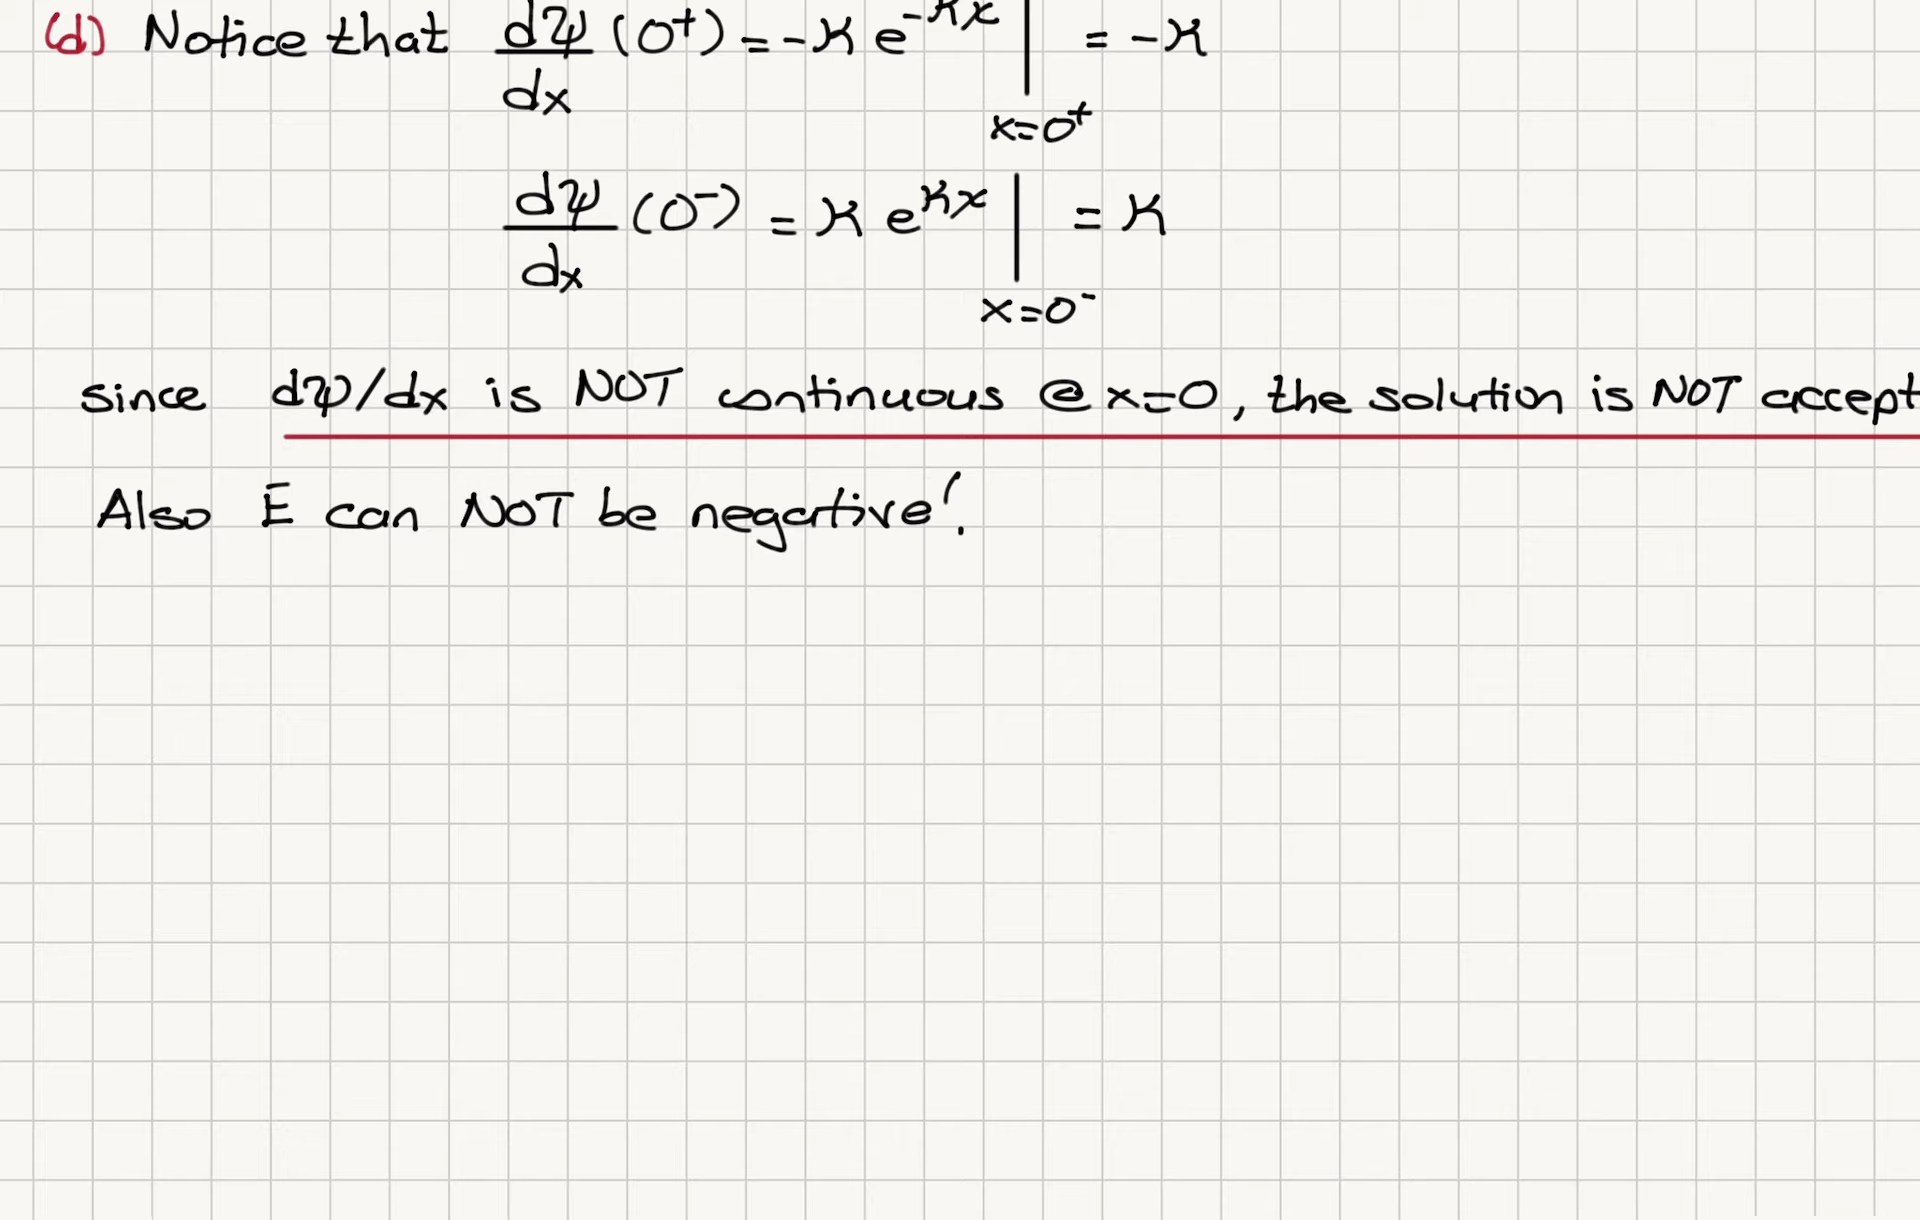 (d) Notice that dψ/dx (0⁺) = -κ e^{-κx} |_{x=0⁺} = -κ
dψ/dx (0⁻) = κ e^{κx} |_{x=0⁻} = κ
since dψ/dx is NOT continuous @ x=0, the solution is NOT accept
Also E can NOT be negative!